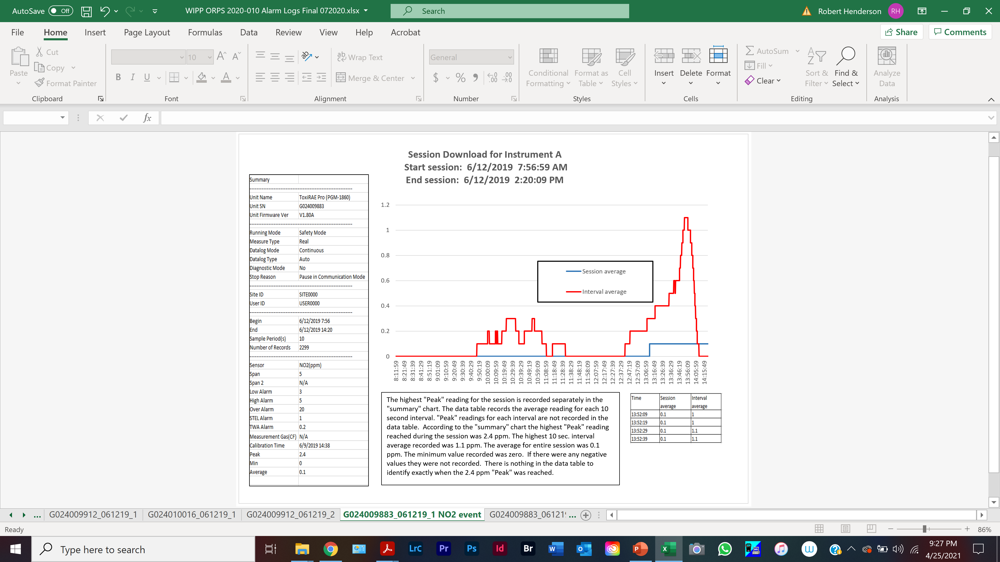 AutoSave Off WIPP ORPS 2020-010 Alarm Logs Final 072020.xlsx Search Robert Henderson RH
File Home Insert Page Layout Formulas Data Review View Help Acrobat Share Comments
Paste Cut Copy Format Painter
10
Wrap Text
Merge & Center
General
Conditional Formatting Format as Table Cell Styles
Insert Delete Format
AutoSum Fill Clear
Sort & Filter Find & Select
Analyze Data
Clipboard Font Alignment Number Styles Cells Editing Analysis
fx
Session Download for Instrument A
Start session: 6/12/2019 7:56:59 AM
End session: 6/12/2019 2:20:09 PM
Summary
Unit Name ToxiRAE Pro (PGM-1860)
Unit SN G024009883
Unit Firmware Ver V1.80A
Running Mode Safety Mode
Measure Type Real
Datalog Mode Continuous
Datalog Type Auto
Diagnostic Mode No
Stop Reason Pause in Communication Mode
Site ID SITE0000
User ID USER0000
Begin 6/12/2019 7:56
End 6/12/2019 14:20
Sample Period(s) 10
Number of Records 2299
Sensor NO2(ppm)
Span 5
Span 2 N/A
Low Alarm 3
High Alarm 5
Over Alarm 20
STEL Alarm 1
TWA Alarm 0.2
Measurement Gas(CF) N/A
Calibration Time 6/9/2019 14:38
Peak 2.4
Min 0
Average 0.1
1.2
1
0.8
0.6
0.4
0.2
0
Session average
Interval average
8:11:59 8:21:49 8:31:39 8:41:29 8:51:19 9:01:09 9:10:59 9:20:49 9:30:39 9:40:29 9:50:19 10:00:09 10:09:59 10:19:49 10:29:39 10:39:29 10:49:19 10:59:09 11:08:59 11:18:49 11:28:39 11:38:29 11:48:19 11:58:09 12:07:59 12:17:49 12:27:39 12:37:29 12:47:19 12:57:09 13:06:59 13:16:49 13:26:39 13:36:29 13:46:19 13:56:09 14:05:59 14:15:49
The highest "Peak" reading for the session is recorded separately in the
"summary" chart. The data table records the average reading for each 10
second interval. "Peak" readings for each interval are not recorded in the
data table. According to the "summary" chart the highest "Peak" reading
reached during the session was 2.4 ppm. The highest 10 sec. interval
average recorded was 1.1 ppm. The average for entire session was 0.1
ppm. The minimum value recorded was zero. If there were any negative
values they were not recorded. There is nothing in the data table to
identify exactly when the 2.4 ppm "Peak" was reached.
Time Session average Interval average
13:52:09 0.1 1
13:52:19 0.1 1
13:52:29 0.1 1.1
13:52:39 0.1 1.1
... G024009912_061219_1 G024010016_061219_1 G024009912_061219_2 G024009883_061219_1 NO2 event G024009883_06121 ...
Ready 86%
Type here to search LrC Pr Ps Id Br 9:27 PM
4/25/2021